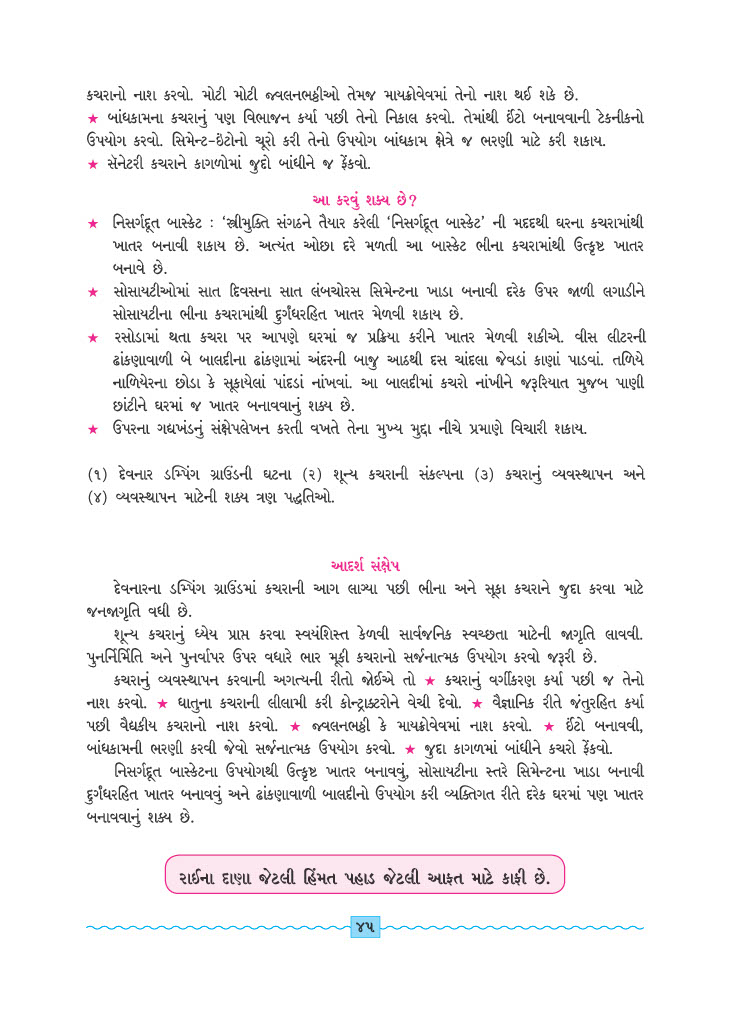 કચરાનો નાશ કરવો. મોટી મોટી જ્વલનભઠ્ઠીઓ તેમજ માયક્રોવેવમાં તેનો નાશ થઈ શકે છે.
★ બાંધકામના કચરાનું પણ વિભાજન કર્યા પછી તેનો નિકાલ કરવો. તેમાંથી ઈંટો બનાવવાની ટેકનીકનો
ઉપયોગ કરવો. સિમેન્ટ-ઇંટોનો ચૂરો કરી તેનો ઉપયોગ બાંધકામ ક્ષેત્રે જ ભરણી માટે કરી શકાય.
★ સૅનેટરી કચરાને કાગળોમાં જુદો બાંધીને જ ફેંકવો.
આ કરવું શક્ય છે?
★ નિસર્ગદૂત બાસ્કેટ : ‘સ્ત્રીમુક્તિ સંગઠને તૈયાર કરેલી ‘નિસર્ગદૂત બાસ્કેટ’ ની મદદથી ઘરના કચરામાંથી
ખાતર બનાવી શકાય છે. અત્યંત ઓછા દરે મળતી આ બાસ્કેટ ભીના કચરામાંથી ઉત્કૃષ્ટ ખાતર
બનાવે છે.
★ સોસાયટીઓમાં સાત દિવસના સાત લંબચોરસ સિમેન્ટના ખાડા બનાવી દરેક ઉપર જાળી લગાડીને
સોસાયટીના ભીના કચરામાંથી દુર્ગંધરહિત ખાતર મેળવી શકાય છે.
★ રસોડામાં થતા કચરા પર આપણે ઘરમાં જ પ્રક્રિયા કરીને ખાતર મેળવી શકીએ. વીસ લીટરની
ઢાંકણાવાળી બે બાલદીના ઢાંકણામાં અંદરની બાજુ આઠથી દસ ચાંદલા જેવડાં કાણાં પાડવાં. તળિયે
નાળિયેરના છોડા કે સૂકાયેલાં પાંદડાં નાંખવાં. આ બાલદીમાં કચરો નાંખીને જરૂરિયાત મુજબ પાણી
છાંટીને ઘરમાં જ ખાતર બનાવવાનું શક્ય છે.
★ ઉપરના ગદ્યખંડનું સંક્ષેપલેખન કરતી વખતે તેના મુખ્ય મુદ્દા નીચે પ્રમાણે વિચારી શકાય.
(૧) દેવનાર ડમ્પિંગ ગ્રાઉંડની ઘટના (૨) શૂન્ય કચરાની સંકલ્પના (૩) કચરાનું વ્યવસ્થાપન અને
(૪) વ્યવસ્થાપન માટેની શક્ય ત્રણ પદ્ધતિઓ.
આદર્શ સંક્ષેપ
દેવનારના ડમ્પિંગ ગ્રાઉંડમાં કચરાની આગ લાગ્યા પછી ભીના અને સૂકા કચરાને જુદા કરવા માટે
જનજાગૃતિ વધી છે.
શૂન્ય કચરાનું ધ્યેય પ્રાપ્ત કરવા સ્વયંશિસ્ત કેળવી સાર્વજનિક સ્વચ્છતા માટેની જાગૃતિ લાવવી.
પુનર્નિર્મિતિ અને પુનર્વાપર ઉપર વધારે ભાર મૂકી કચરાનો સર્જનાત્મક ઉપયોગ કરવો જરૂરી છે.
કચરાનું વ્યવસ્થાપન કરવાની અગત્યની રીતો જોઈએ તો ★ કચરાનું વર્ગીકરણ કર્યા પછી જ તેનો
નાશ કરવો. ★ ધાતુના કચરાની લીલામી કરી કોન્ટ્રાક્ટરોને વેચી દેવો. ★ વૈજ્ઞાનિક રીતે જંતુરહિત કર્યા
પછી વૈદ્યકીય કચરાનો નાશ કરવો. ★ જ્વલનભઠ્ઠી કે માયક્રોવેવમાં નાશ કરવો. ★ ઈંટો બનાવવી,
બાંધકામની ભરણી કરવી જેવો સર્જનાત્મક ઉપયોગ કરવો. ★ જુદા કાગળમાં બાંધીને કચરો ફેંકવો.
નિસર્ગદૂત બાસ્કેટના ઉપયોગથી ઉત્કૃષ્ટ ખાતર બનાવવું, સોસાયટીના સ્તરે સિમેન્ટના ખાડા બનાવી
દુર્ગંધરહિત ખાતર બનાવવું અને ઢાંકણાવાળી બાલદીનો ઉપયોગ કરી વ્યક્તિગત રીતે દરેક ઘરમાં પણ ખાતર
બનાવવાનું શક્ય છે.
રાઈના દાણા જેટલી હિંમત પહાડ જેટલી આફત માટે કાફી છે.
૪૫